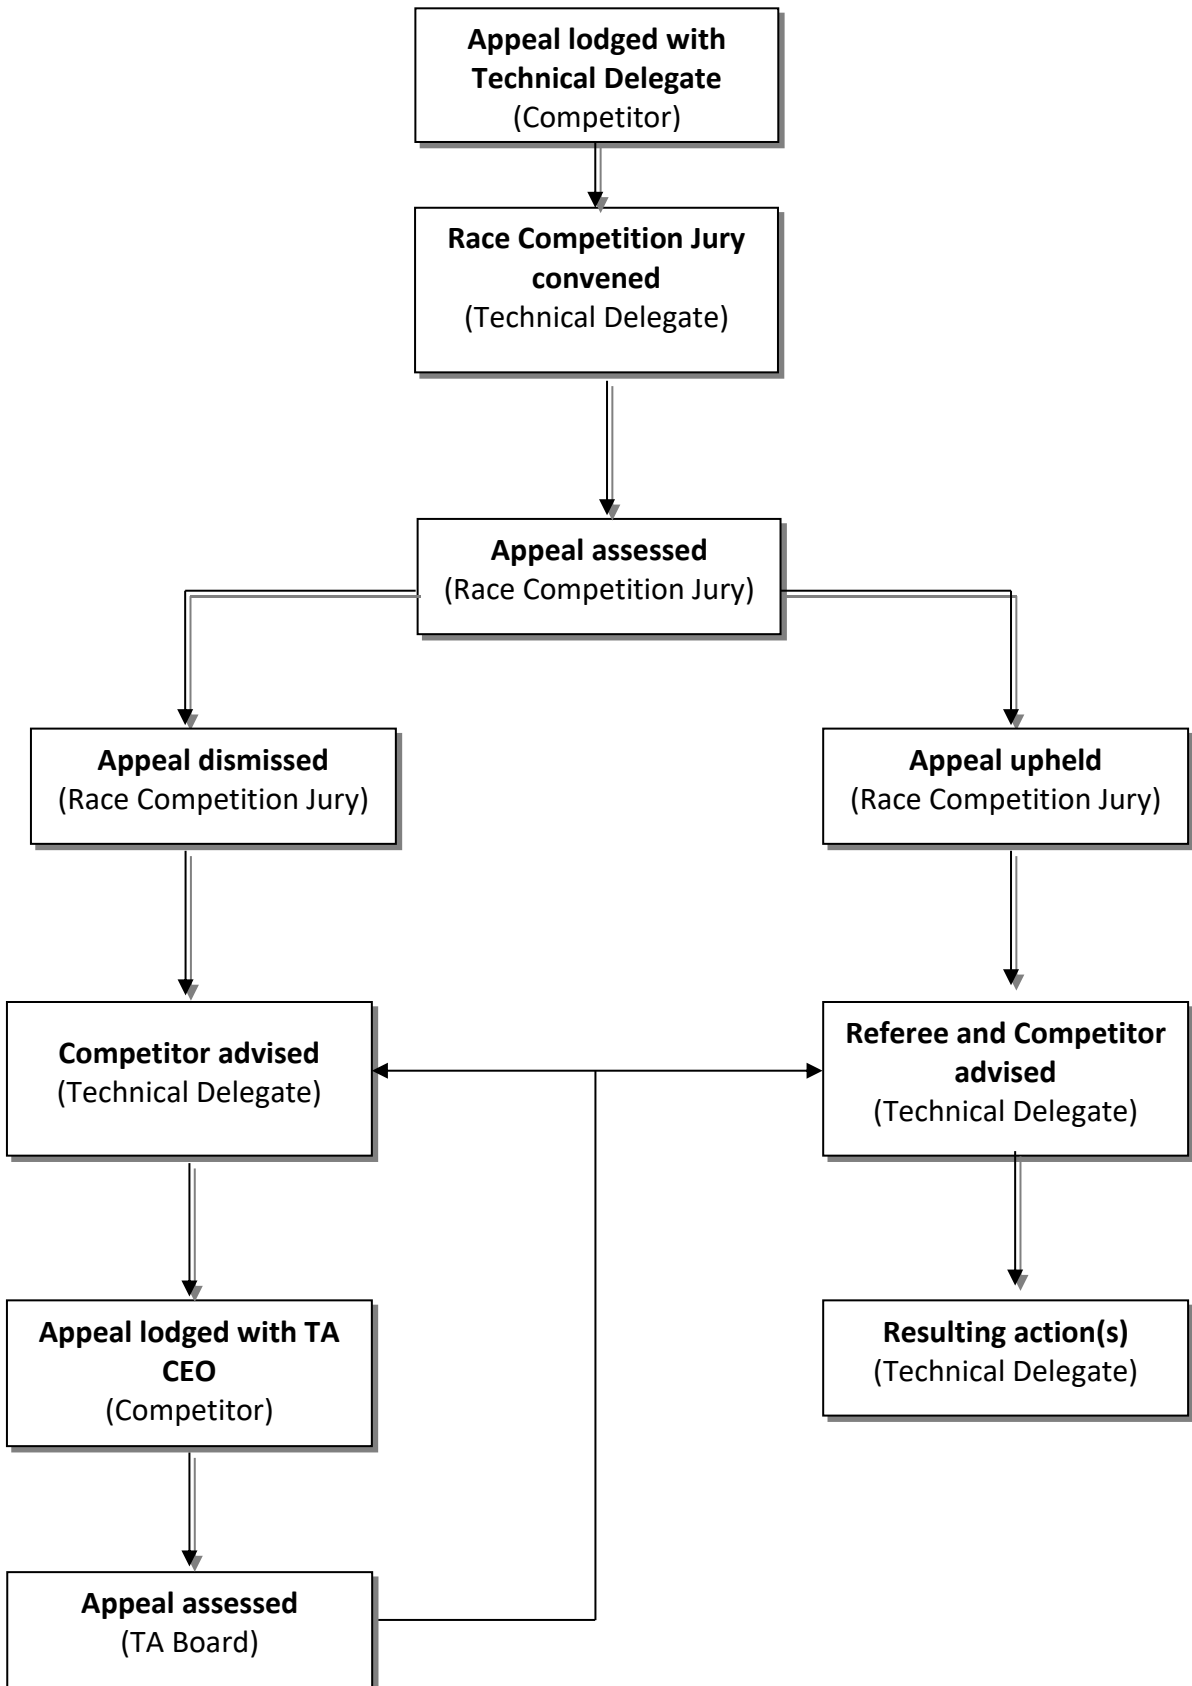 Appeal lodged with
Technical Delegate
(Competitor)
Race Competition Jury
convened
(Technical Delegate)
Appeal assessed
(Race Competition Jury)
Appeal dismissed
(Race Competition Jury)
Appeal upheld
(Race Competition Jury)
Competitor advised
(Technical Delegate)
Referee and Competitor
advised
(Technical Delegate)
Appeal lodged with TA
CEO
(Competitor)
Resulting action(s)
(Technical Delegate)
Appeal assessed
(TA Board)